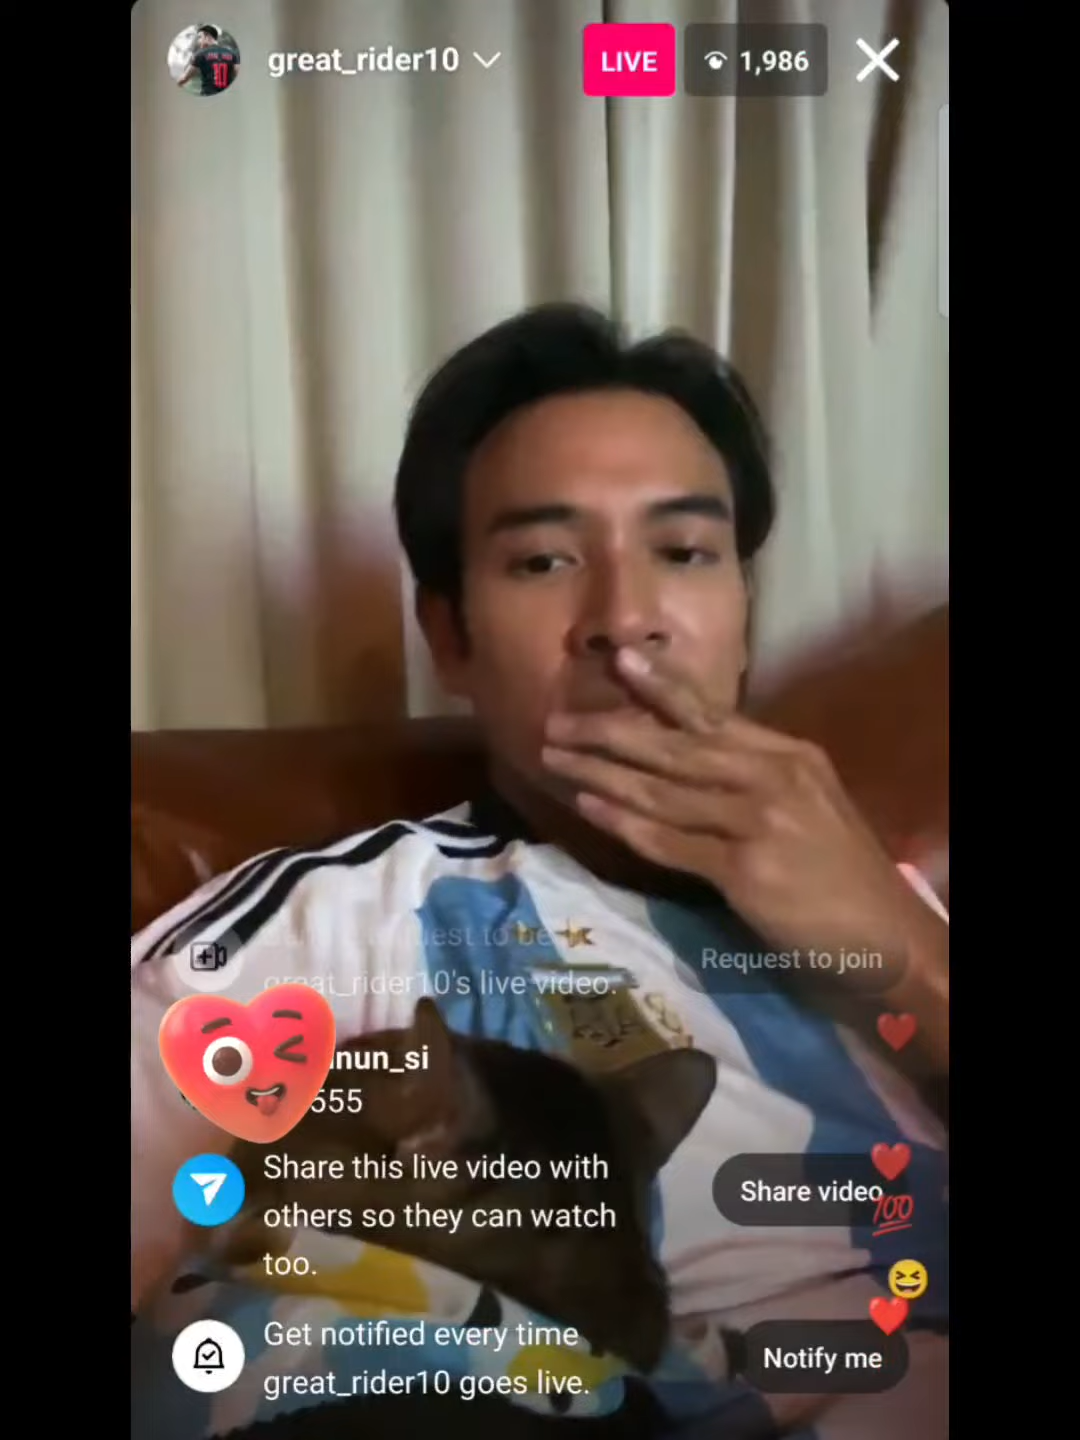 great_rider10
LIVE
1,986
great_rider10's live video.
Request to join
555
Share this live video with
others so they can watch
too.
Share video
100
Get notified every time
great_rider10 goes live.
Notify me